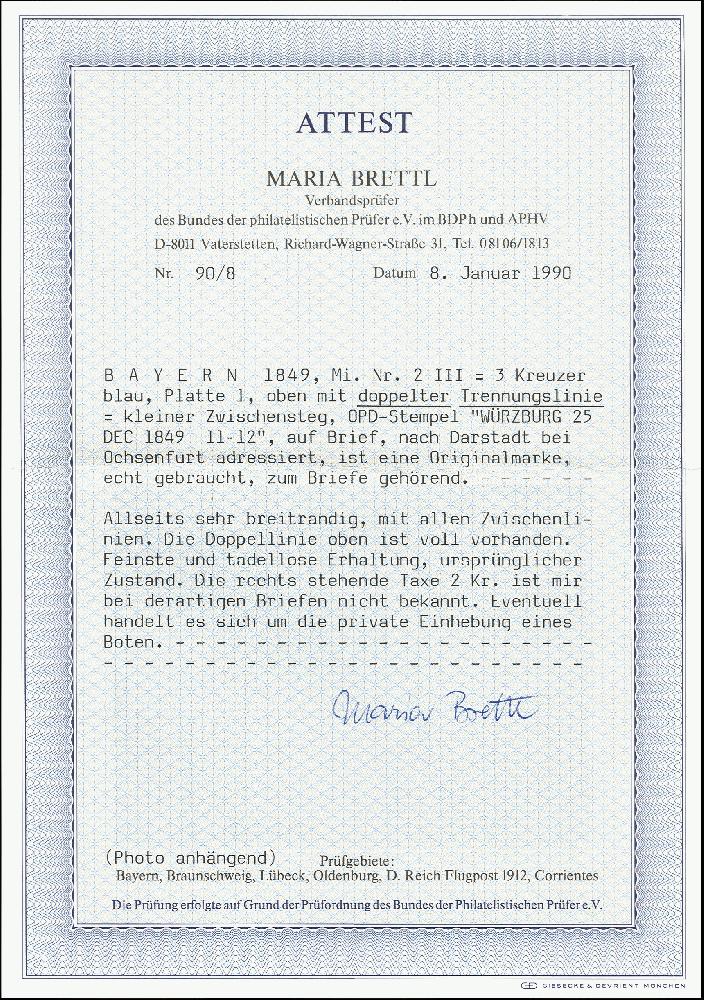 ATTEST
MARIA BRETTL
Verbandsprüfer
des Bundes der philatelistischen Prüfer e.V. im BDPh und APHV
D-8011 Vaterstetten, Richard-Wagner-Straße 31, Tel. 08106/1813
Nr. 90/8 Datum 8. Januar 1990
B A Y E R N 1849, Mi. Nr. 2 III = 3 Kreuzer
blau, Platte 1, oben mit doppelter Trennungslinie
= kleiner Zwischensteg, OPD-Stempel "WÜRZBURG 25
DEC 1849 11-12", auf Brief, nach Darstadt bei
Ochsenfurt adressiert, ist eine Originalmarke,
echt gebraucht, zum Briefe gehörend. - - - - - -
Allseits sehr breitrandig, mit allen Zwischenli-
nien. Die Doppellinie oben ist voll vorhanden.
Feinste und tadellose Erhaltung, ursprünglicher
Zustand. Die rechts stehende Taxe 2 Kr. ist mir
bei derartigen Briefen nicht bekannt. Eventuell
handelt es sich um die private Einhebung eines
Boten. - - - - - - - - - - - - - - - - - - - - - -
- - - - - - - - - - - - - - - - - - - - - - - - -
Maria Brettl
(Photo anhängend) Prüfgebiete:
Bayern, Braunschweig, Lübeck, Oldenburg, D. Reich Flugpost 1912, Corrientes
Die Prüfung erfolgte auf Grund der Prüfordnung des Bundes der Philatelistischen Prüfer e.V.
GIESECKE & DEVRIENT MÜNCHEN